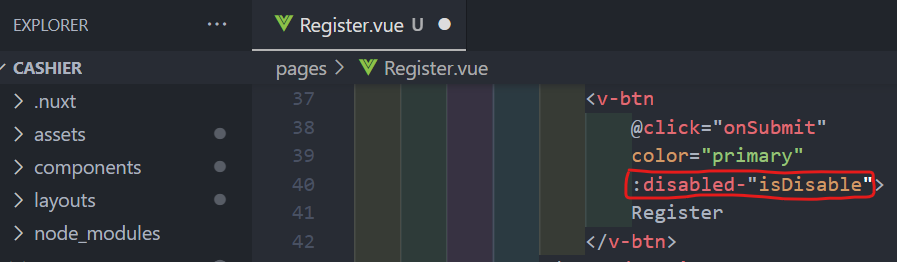 EXPLORER
Register.vue U
CASHIER
pages > Register.vue
.nuxt
37 <v-btn
assets
38 @click="onSubmit"
components
39 color="primary"
layouts
40 :disabled-"isDisable">
node_modules
41 Register
42 </v-btn>